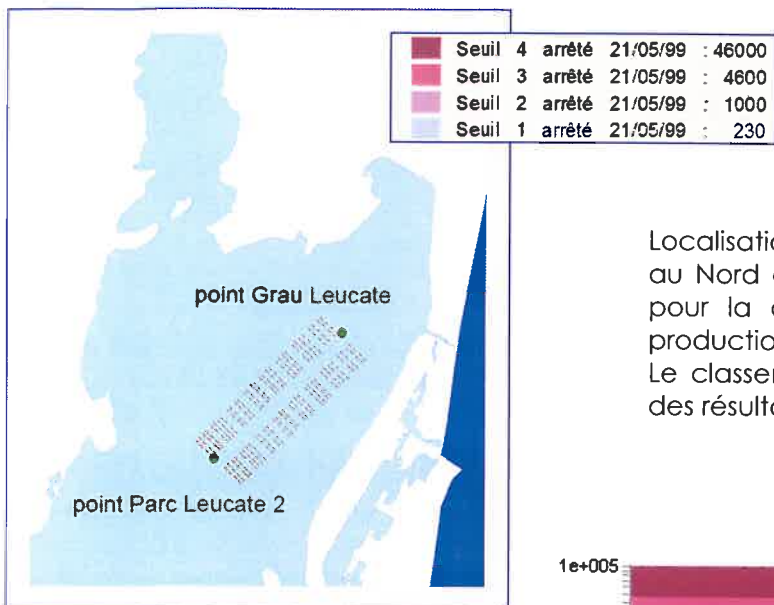 Seuil 4 arrêté 21/05/99 : 46000
Seuil 3 arrêté 21/05/99 : 4600
Seuil 2 arrêté 21/05/99 : 1000
Seuil 1 arrêté 21/05/99 : 230
point Grau Leucate
point Parc Leucate 2
Localisatio
au Nord
pour la
production
Le classer
des résulta
1e+005